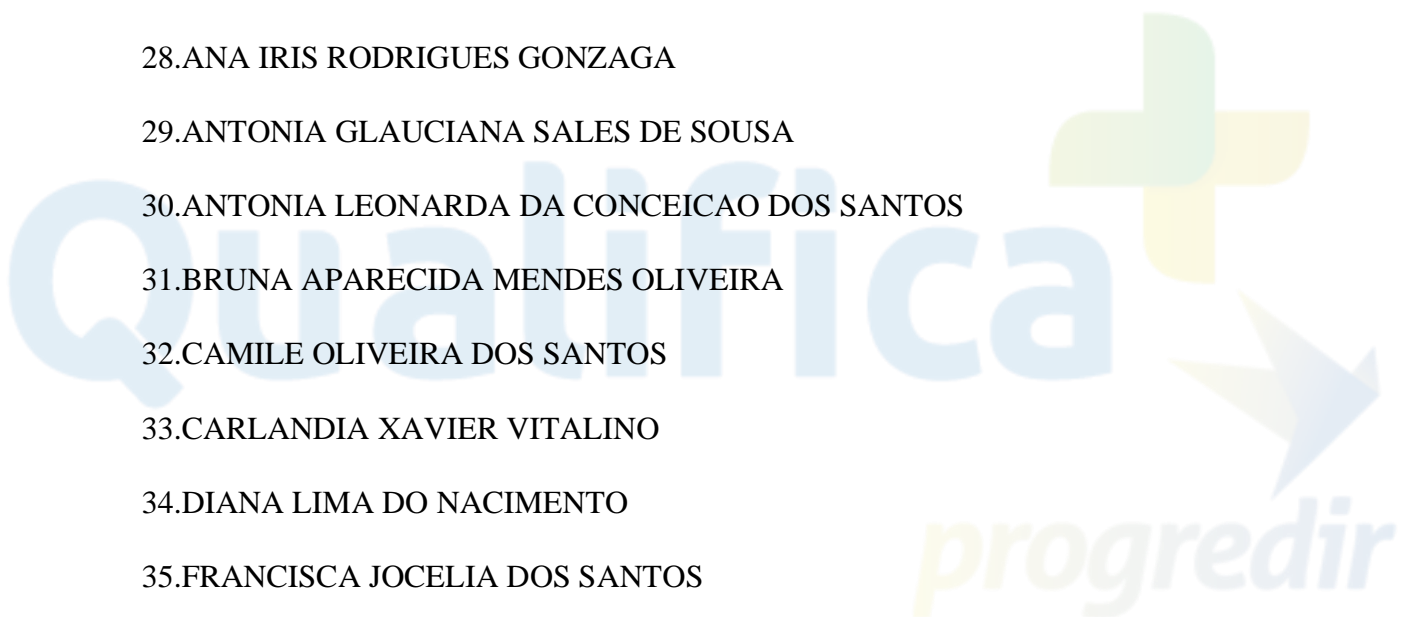 28.ANA IRIS RODRIGUES GONZAGA
29.ANTONIA GLAUCIANA SALES DE SOUSA
30.ANTONIA LEONARDA DA CONCEICAO DOS SANTOS
31.BRUNA APARECIDA MENDES OLIVEIRA
32.CAMILE OLIVEIRA DOS SANTOS
33.CARLANDIA XAVIER VITALINO
34.DIANA LIMA DO NACIMENTO
35.FRANCISCA JOCELIA DOS SANTOS
Qualifica
progredir